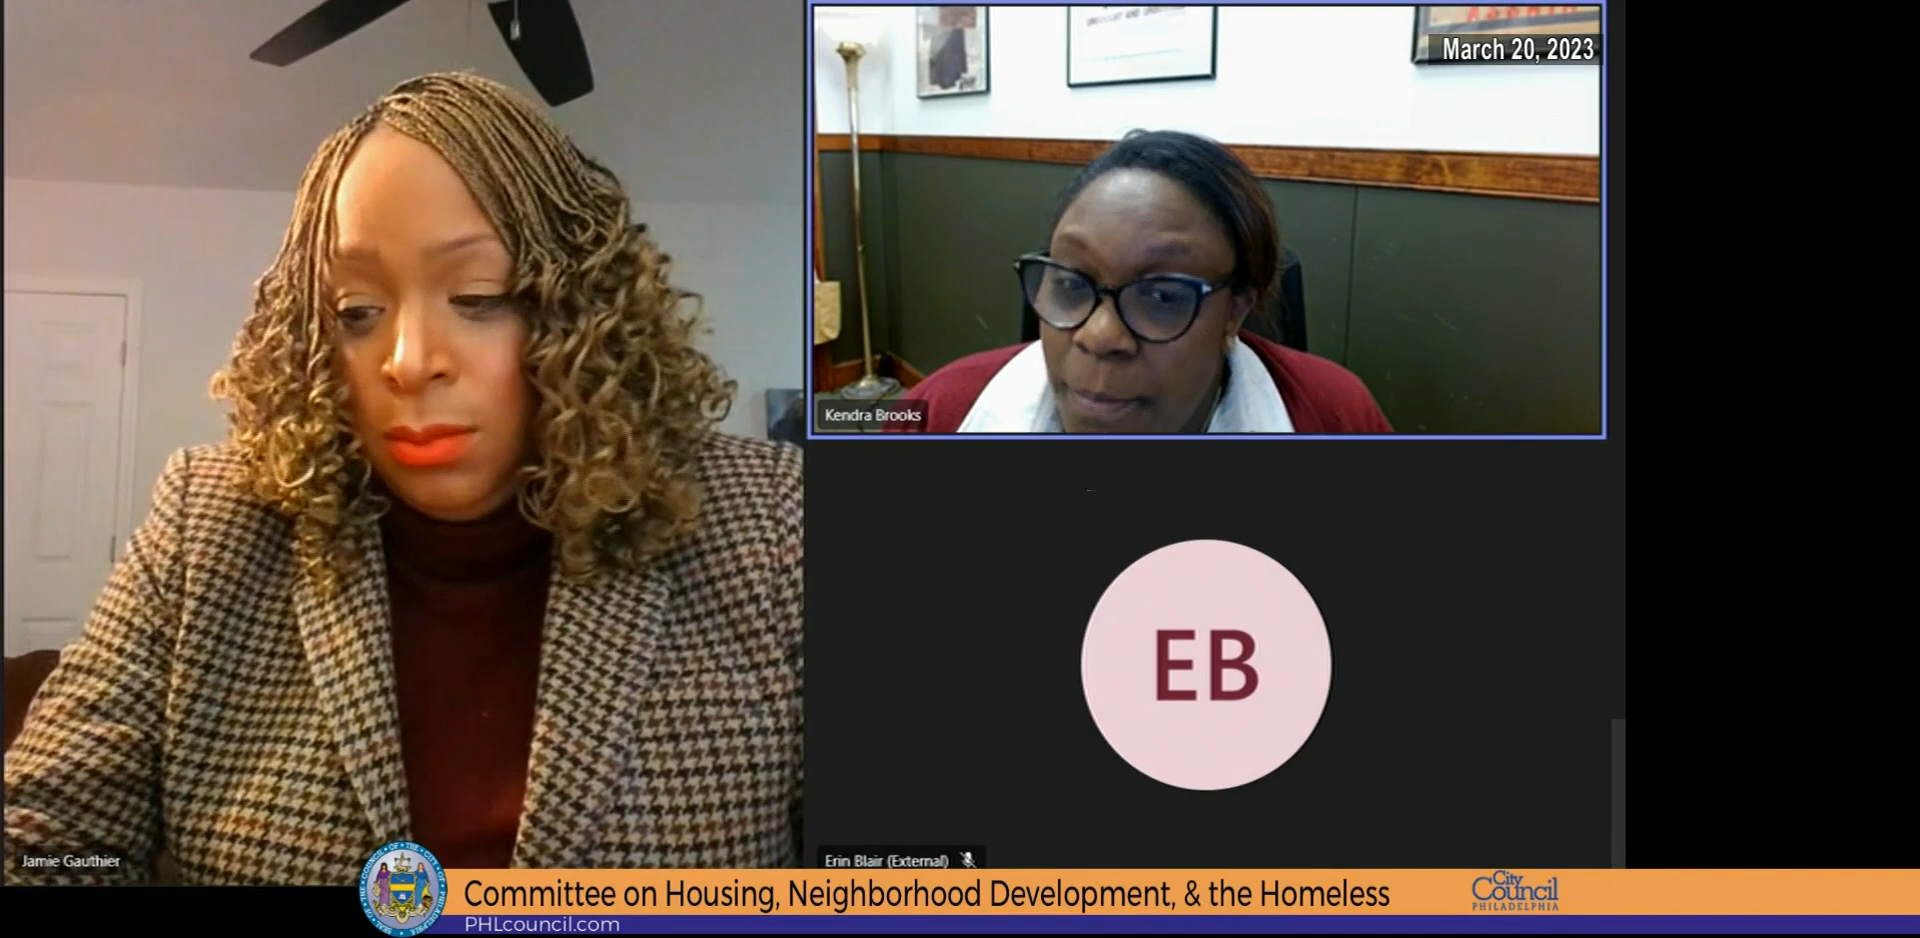 March 20, 2023
Kendra Brooks
EB
Jamie Gauthier
Erin Blair (External)
Committee on Housing, Neighborhood Development, & the Homeless
City
Council
PHILADELPHIA
PHLcouncil.com